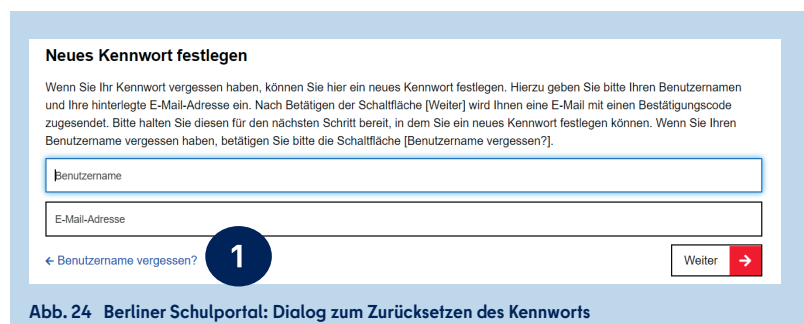 Neues Kennwort festlegen
Wenn Sie Ihr Kennwort vergessen haben, können Sie hier ein neues Kennwort festlegen. Hierzu geben Sie bitte Ihren Benutzernamen
und Ihre hinterlegte E-Mail-Adresse ein. Nach Betätigen der Schaltfläche [Weiter] wird Ihnen eine E-Mail mit einen Bestätigungscode
zugesendet. Bitte halten Sie diesen für den nächsten Schritt bereit, in dem Sie ein neues Kennwort festlegen können. Wenn Sie Ihren
Benutzername vergessen haben, betätigen Sie bitte die Schaltfläche [Benutzername vergessen?].
Benutzername
E-Mail-Adresse
← Benutzername vergessen? 1 Weiter →
Abb. 24 Berliner Schulportal: Dialog zum Zurücksetzen des Kennworts